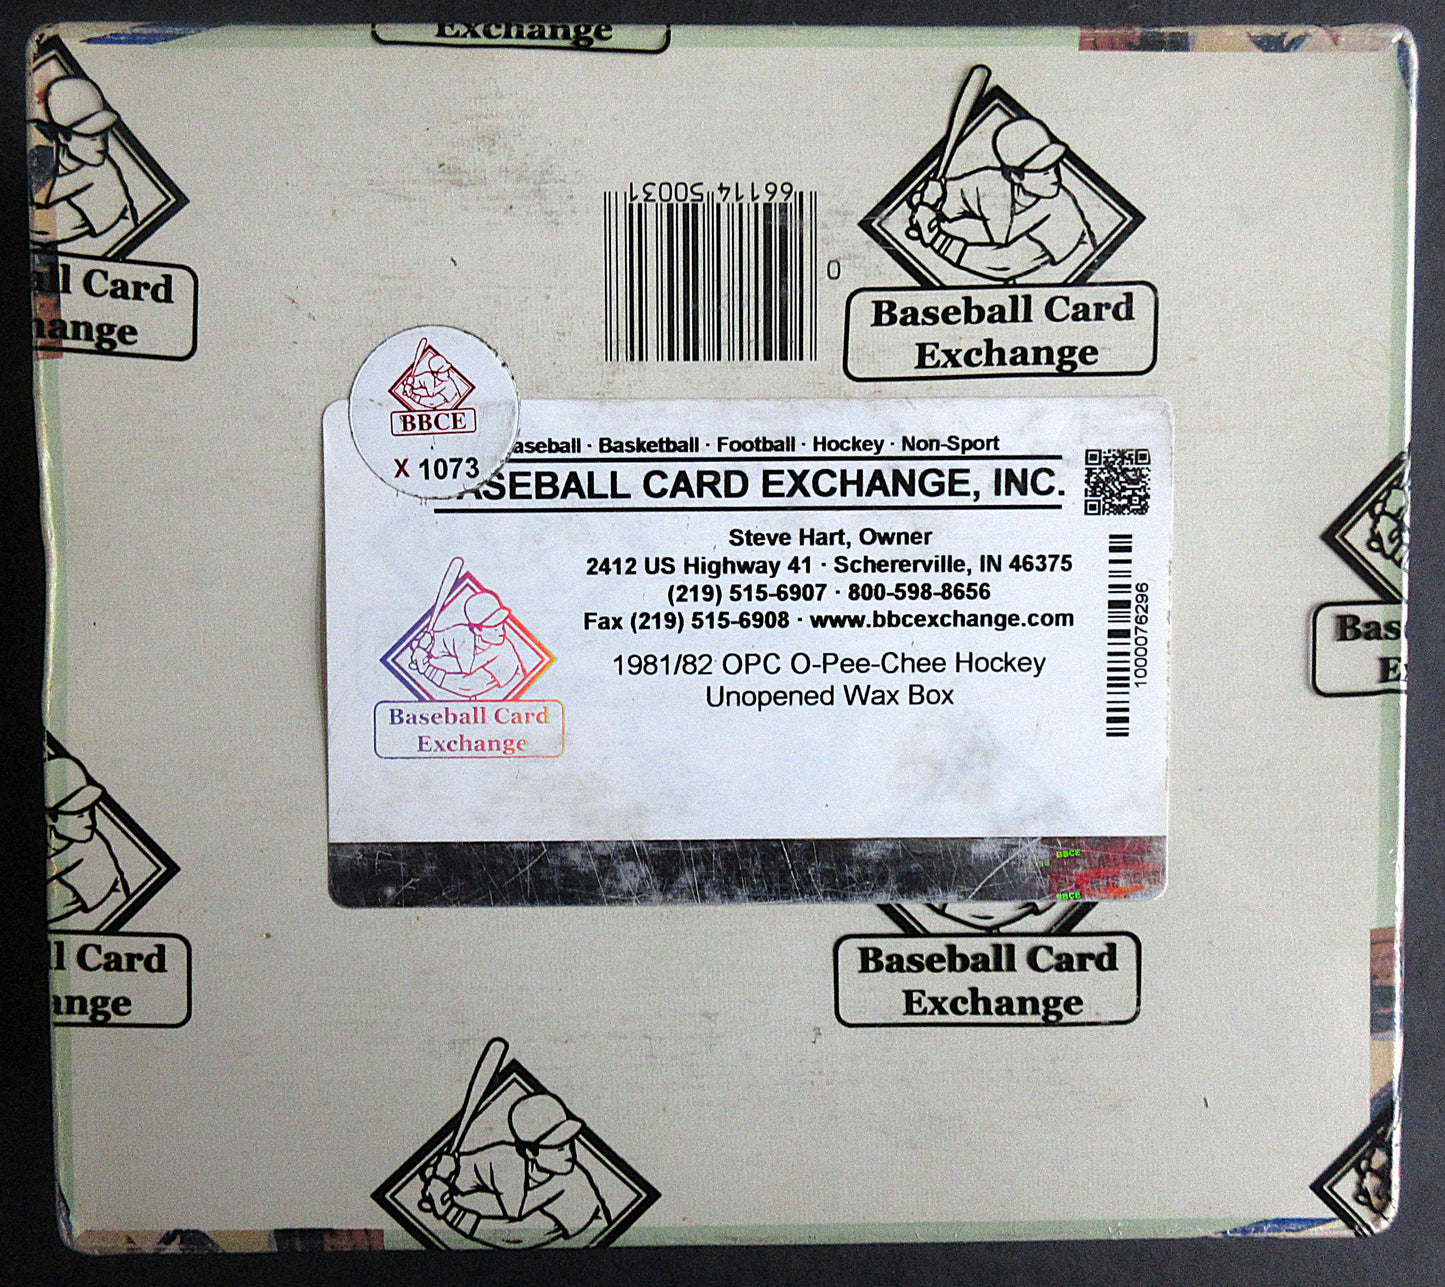 Exchange
Baseball Card
Exchange
ll Card
hange
66114 50031
0
BBCE
X 1073
aseball · Basketball · Football · Hockey · Non-Sport
ASEBALL CARD EXCHANGE, INC.
Steve Hart, Owner
2412 US Highway 41 · Schererville, IN 46375
(219) 515-6907 · 800-598-8656
Fax (219) 515-6908 · www.bbcexchange.com
1981/82 OPC O-Pee-Chee Hockey
Unopened Wax Box
1000076296
Baseball Card
Exchange
BBCE
BBCE
Bas
E
l Card
ange
Baseball Card
Exchange